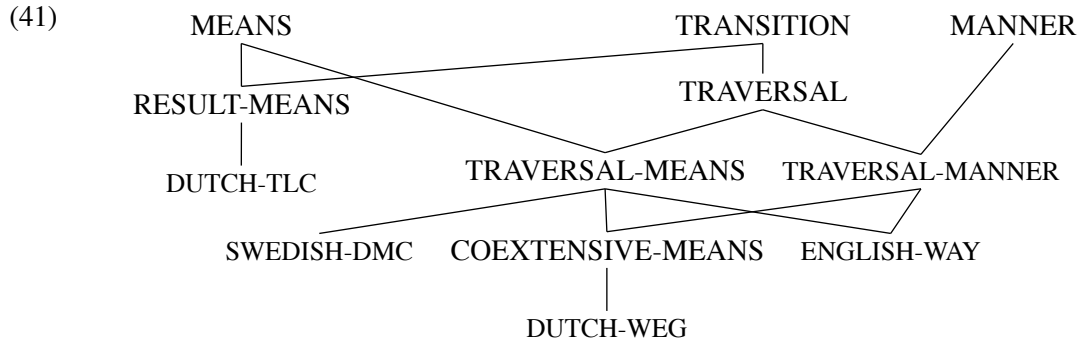 (41) MEANS TRANSITION MANNER
RESULT-MEANS TRAVERSAL
DUTCH-TLC TRAVERSAL-MEANS TRAVERSAL-MANNER
SWEDISH-DMC COEXTENSIVE-MEANS ENGLISH-WAY
DUTCH-WEG